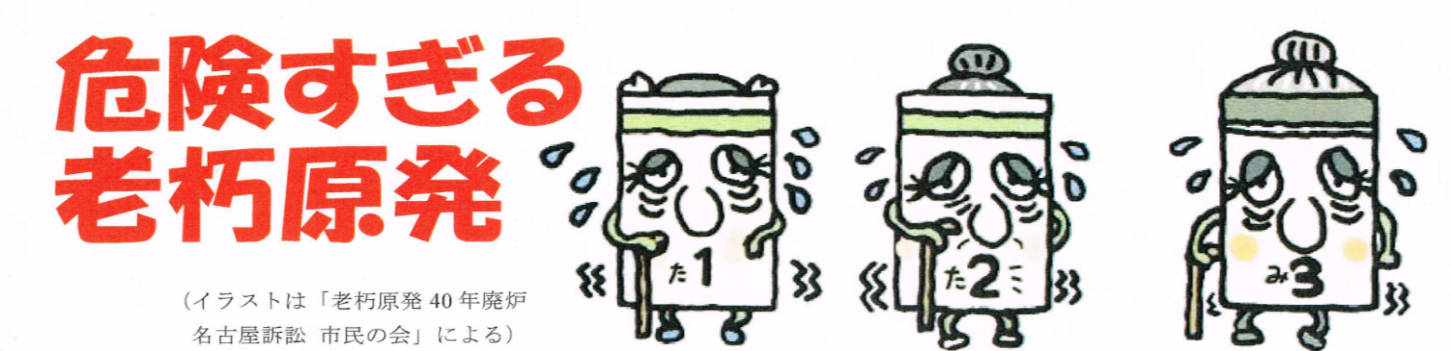 危険すぎる
老朽原発
(イラストは「老朽原発 40 年廃炉
名古屋訴訟 市民の会」による)
た1
た2
み3